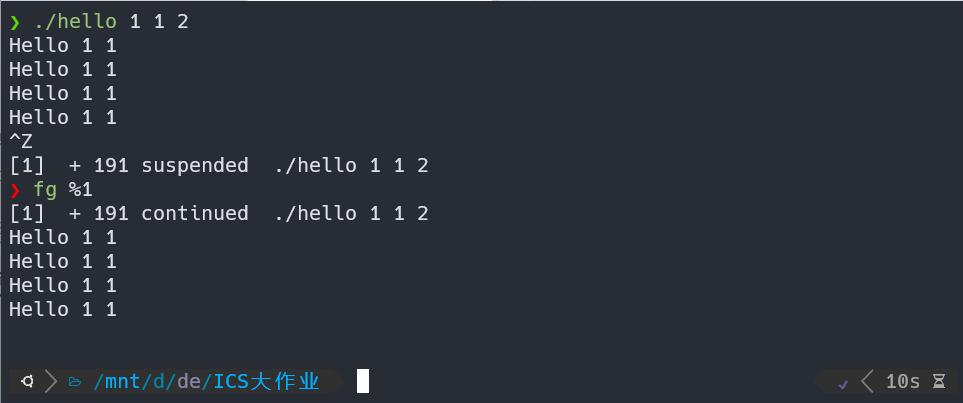 ❯ ./hello 1 1 2
Hello 1 1
Hello 1 1
Hello 1 1
Hello 1 1
^Z
[1]  + 191 suspended  ./hello 1 1 2
❯ fg %1
[1]  + 191 continued  ./hello 1 1 2
Hello 1 1
Hello 1 1
Hello 1 1
Hello 1 1
/mnt/d/de/ICS大作业 10s